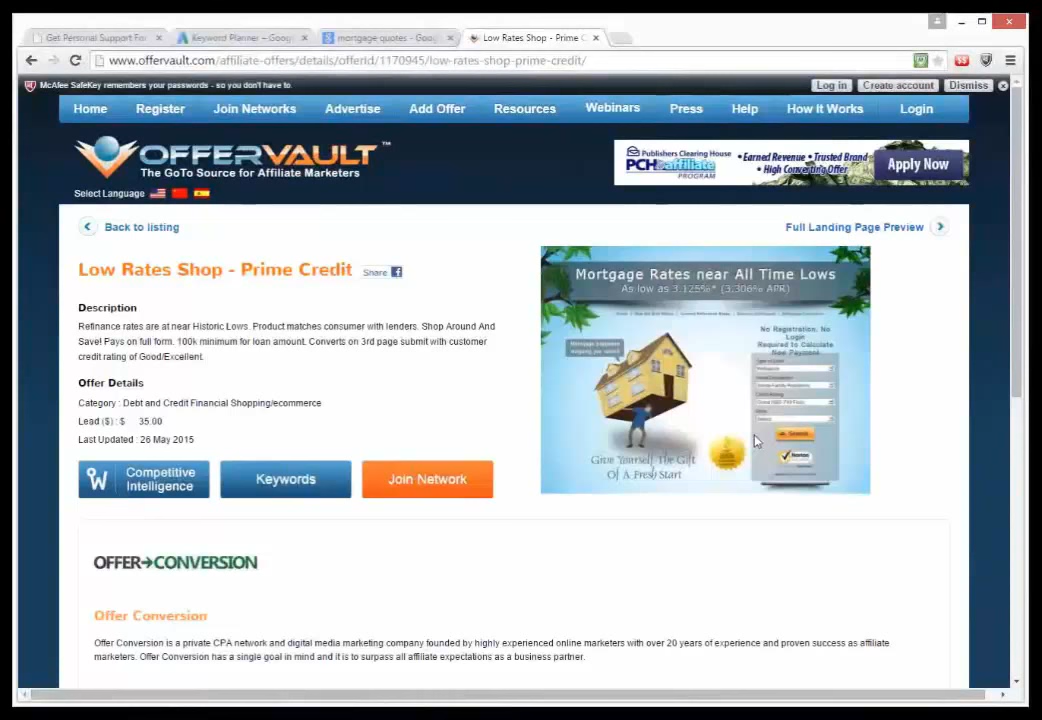 Get Personal Support For
Keyword Planner – Goog
mortgage quotes - Goog
Low Rates Shop - Prime C
www.offervault.com/affiliate-offers/details/offerId/1170945/low-rates-shop-prime-credit/
McAfee SafeKey remembers your passwords - so you don't have to
Log in
Create account
Dismiss
Home
Register
Join Networks
Advertise
Add Offer
Resources
Webinars
Press
Help
How It Works
Login
OFFERVAULT™
The GoTo Source for Affiliate Marketers
Publishers Clearing House
PCHaffiliate
PROGRAM
• Earned Revenue • Trusted Brand
• High Converting Offer
Apply Now
Select Language
Back to listing
Full Landing Page Preview
Low Rates Shop - Prime Credit
Share
Description
Refinance rates are at near Historic Lows. Product matches consumer with lenders. Shop Around And
Save! Pays on full form. 100k minimum for loan amount. Converts on 3rd page submit with customer
credit rating of Good/Excellent.
Offer Details
Category : Debt and Credit Financial Shopping/ecommerce
Lead ($) : $ 35.00
Last Updated : 26 May 2015
Competitive
Intelligence
Keywords
Join Network
Mortgage Rates near All Time Lows
As low as 3.125%* (3.306% APR)
No Registration, No
Login
Required to Calculate
New Payment
Give Yourself The Gift
Of A Fresh Start
Search
Norton
OFFER→CONVERSION
Offer Conversion
Offer Conversion is a private CPA network and digital media marketing company founded by highly experienced online marketers with over 20 years of experience and proven success as affiliate
marketers. Offer Conversion has a single goal in mind and it is to surpass all affiliate expectations as a business partner.